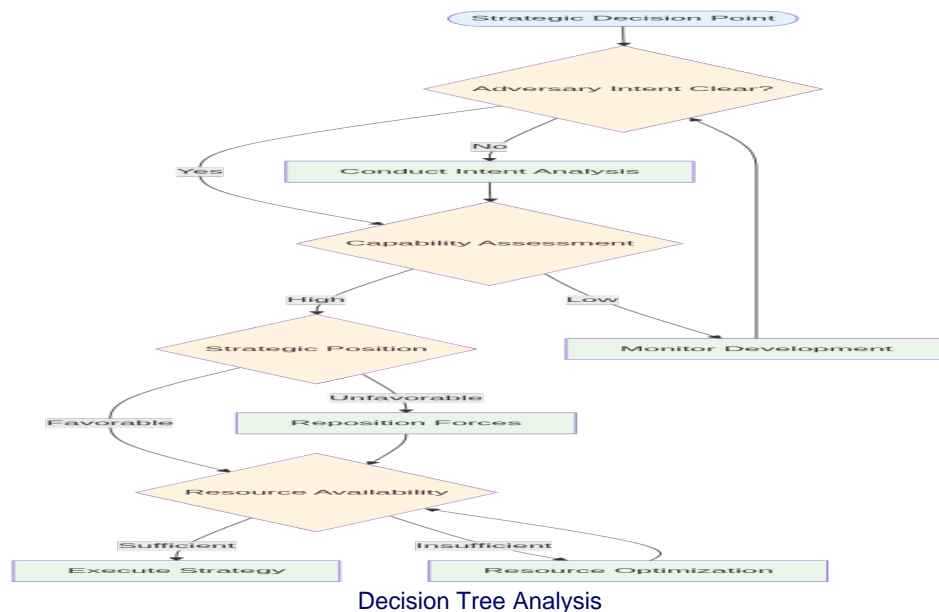 Strategic Decision Point
Adversary Intent Clear?
No
Yes
Conduct Intent Analysis
Capability Assessment
High
Low
Strategic Position
Monitor Development
Unfavorable
Favorable
Reposition Forces
Resource Availability
Sufficient
Insufficient
Execute Strategy
Resource Optimization
Decision Tree Analysis